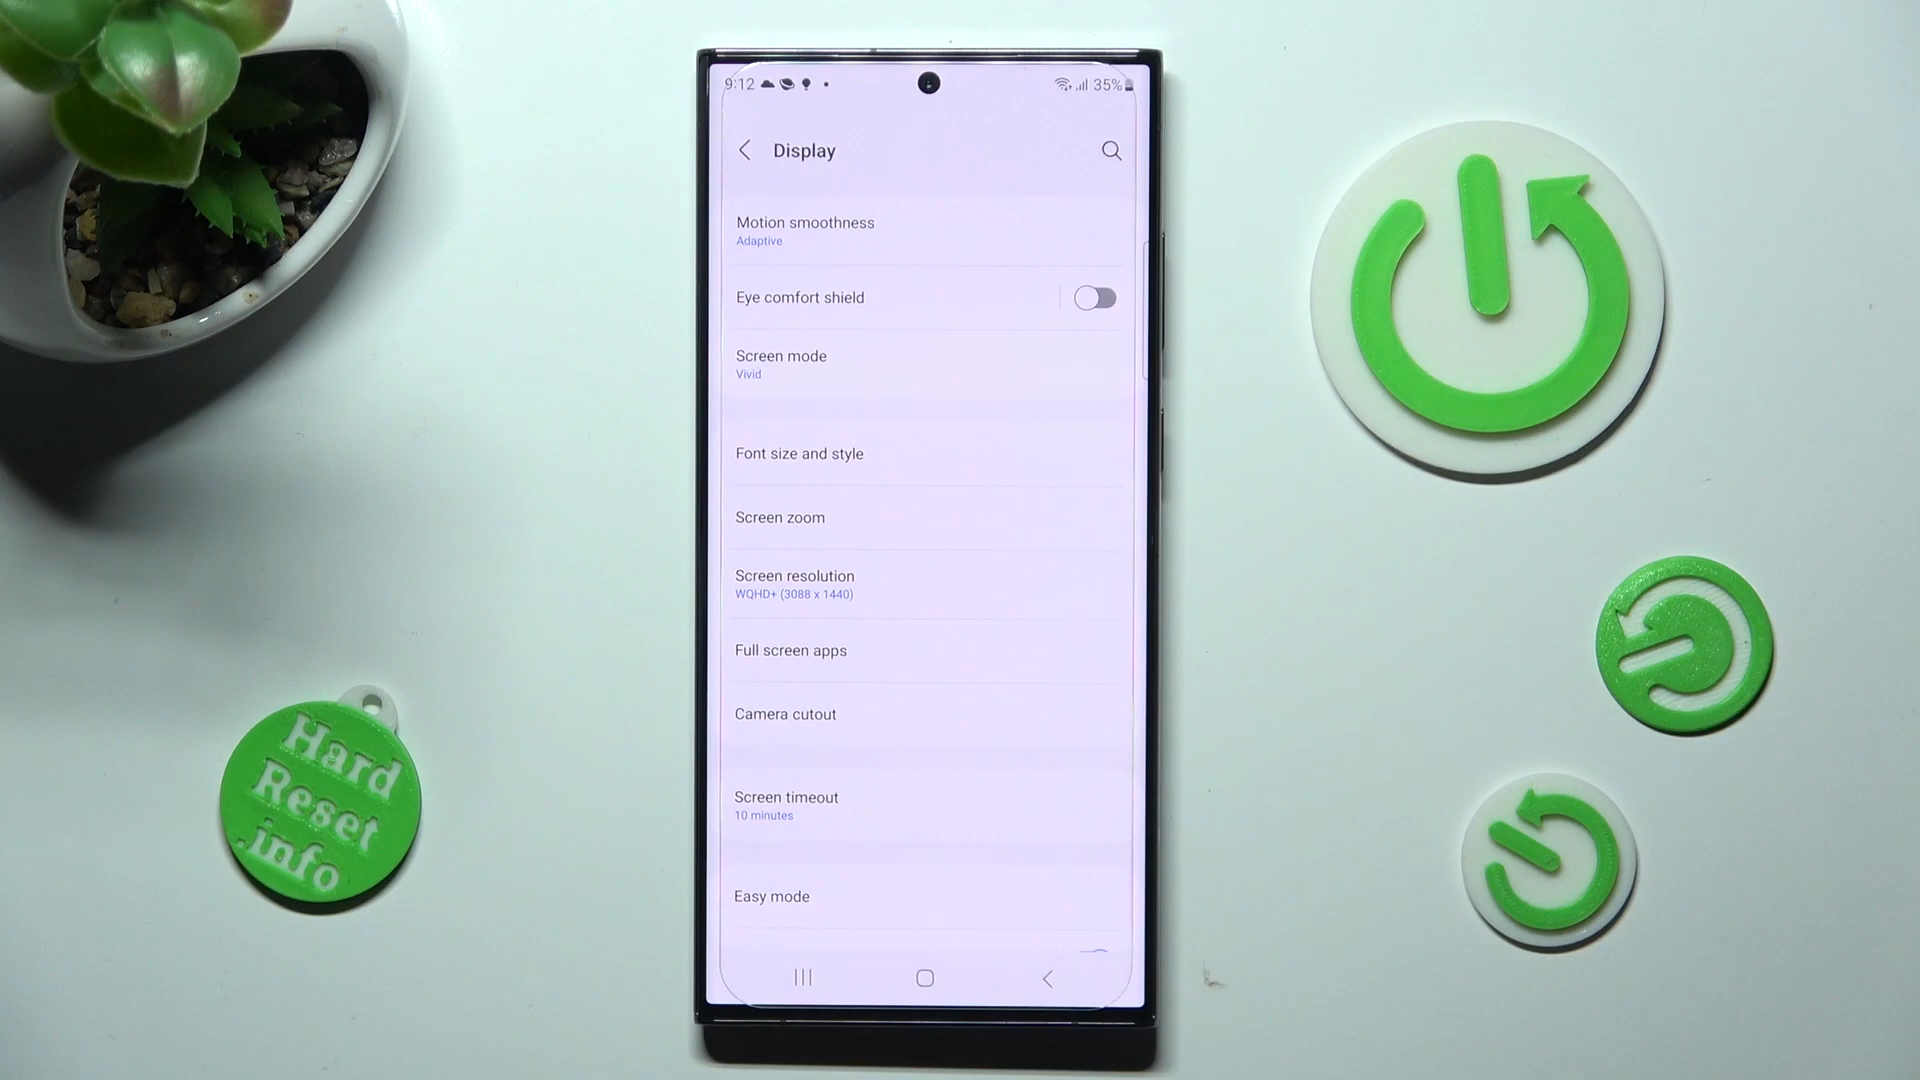 9:12
35%
Display
Motion smoothness
Adaptive
Eye comfort shield
Screen mode
Vivid
Font size and style
Screen zoom
Screen resolution
WQHD+ (3088 x 1440)
Full screen apps
Camera cutout
Screen timeout
10 minutes
Easy mode
Hard
Reset
.info